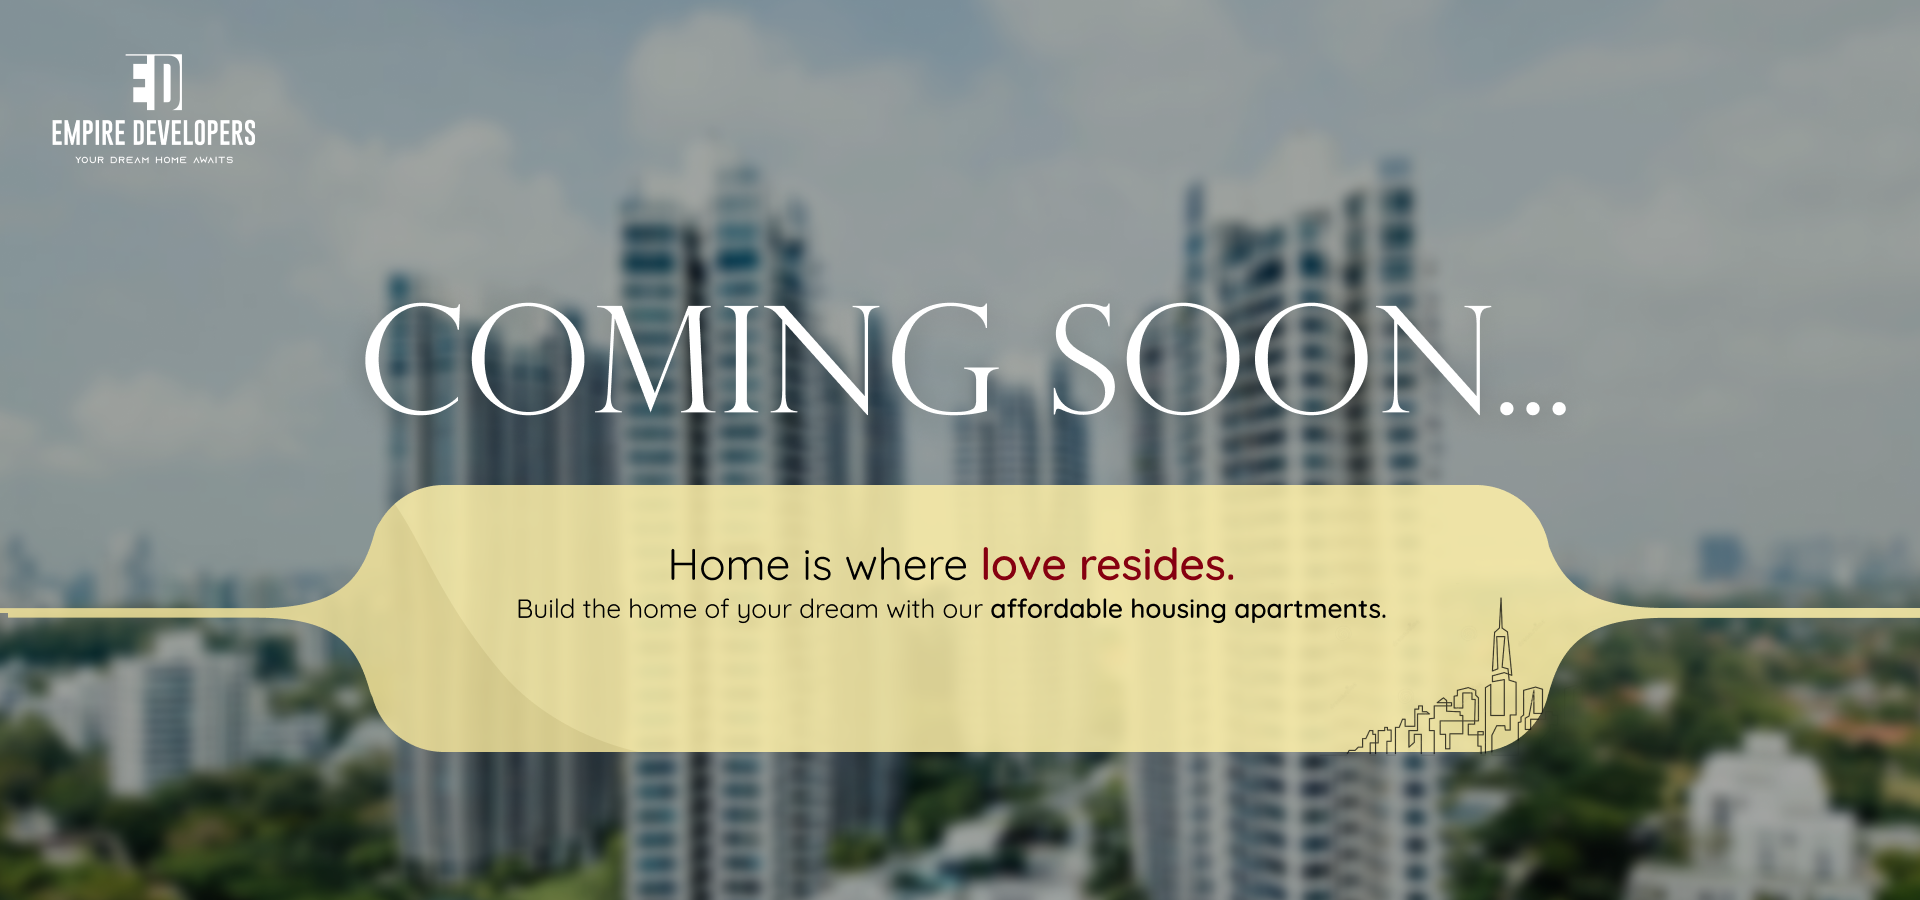 ED
EMPIRE DEVELOPERS
YOUR DREAM HOME AWAITS
COMING SOON...
Home is where love resides.
Build the home of your dream with our affordable housing apartments.